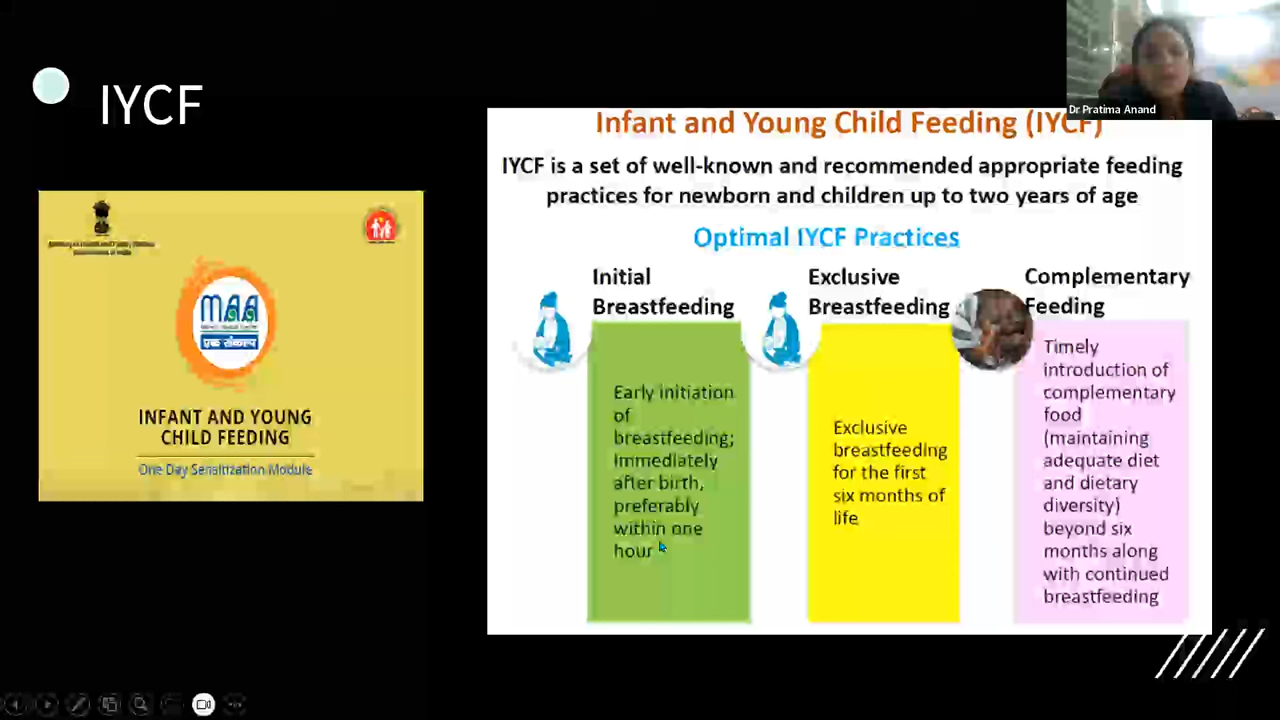 IYCF
Dr Pratima Anand
MAA
एक संकल्प
INFANT AND YOUNG
CHILD FEEDING
One Day Sensitization Module
Infant and Young Child Feeding (IYCF)
IYCF is a set of well-known and recommended appropriate feeding
practices for newborn and children up to two years of age
Optimal IYCF Practices
Initial
Breastfeeding
Early initiation
of
breastfeeding;
immediately
after birth,
preferably
within one
hour
Exclusive
Breastfeeding
Exclusive
breastfeeding
for the first
six months of
life
Complementary
Feeding
Timely
introduction of
complementary
food
(maintaining
adequate diet
and dietary
diversity)
beyond six
months along
with continued
breastfeeding